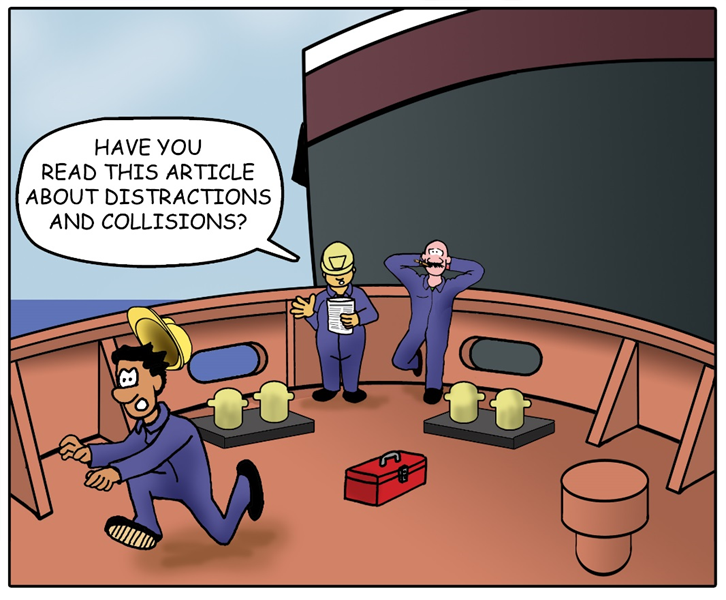 HAVE YOU
READ THIS ARTICLE
ABOUT DISTRACTIONS
AND COLLISIONS?